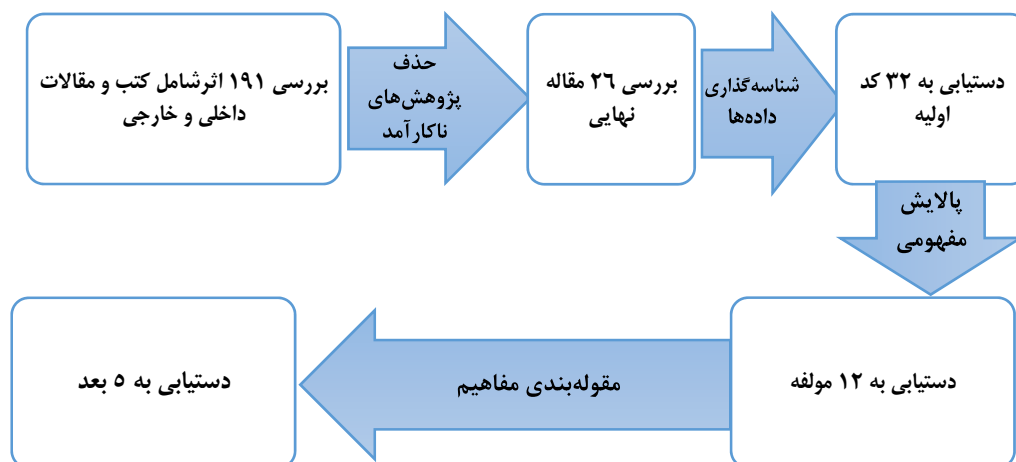 بررسی ۱۹۱ اثرشامل کتب و مقالات
داخلی و خارجی
حذف
پژوهش‌های
ناکارآمد
بررسی ۲۶ مقاله
نهایی
شناسه‌گذاری
داده‌ها
دستیابی به ۳۲ کد
اولیه
پالایش
مفهومی
دستیابی به ۱۲ مولفه
مقوله‌بندی مفاهیم
دستیابی به ۵ بعد